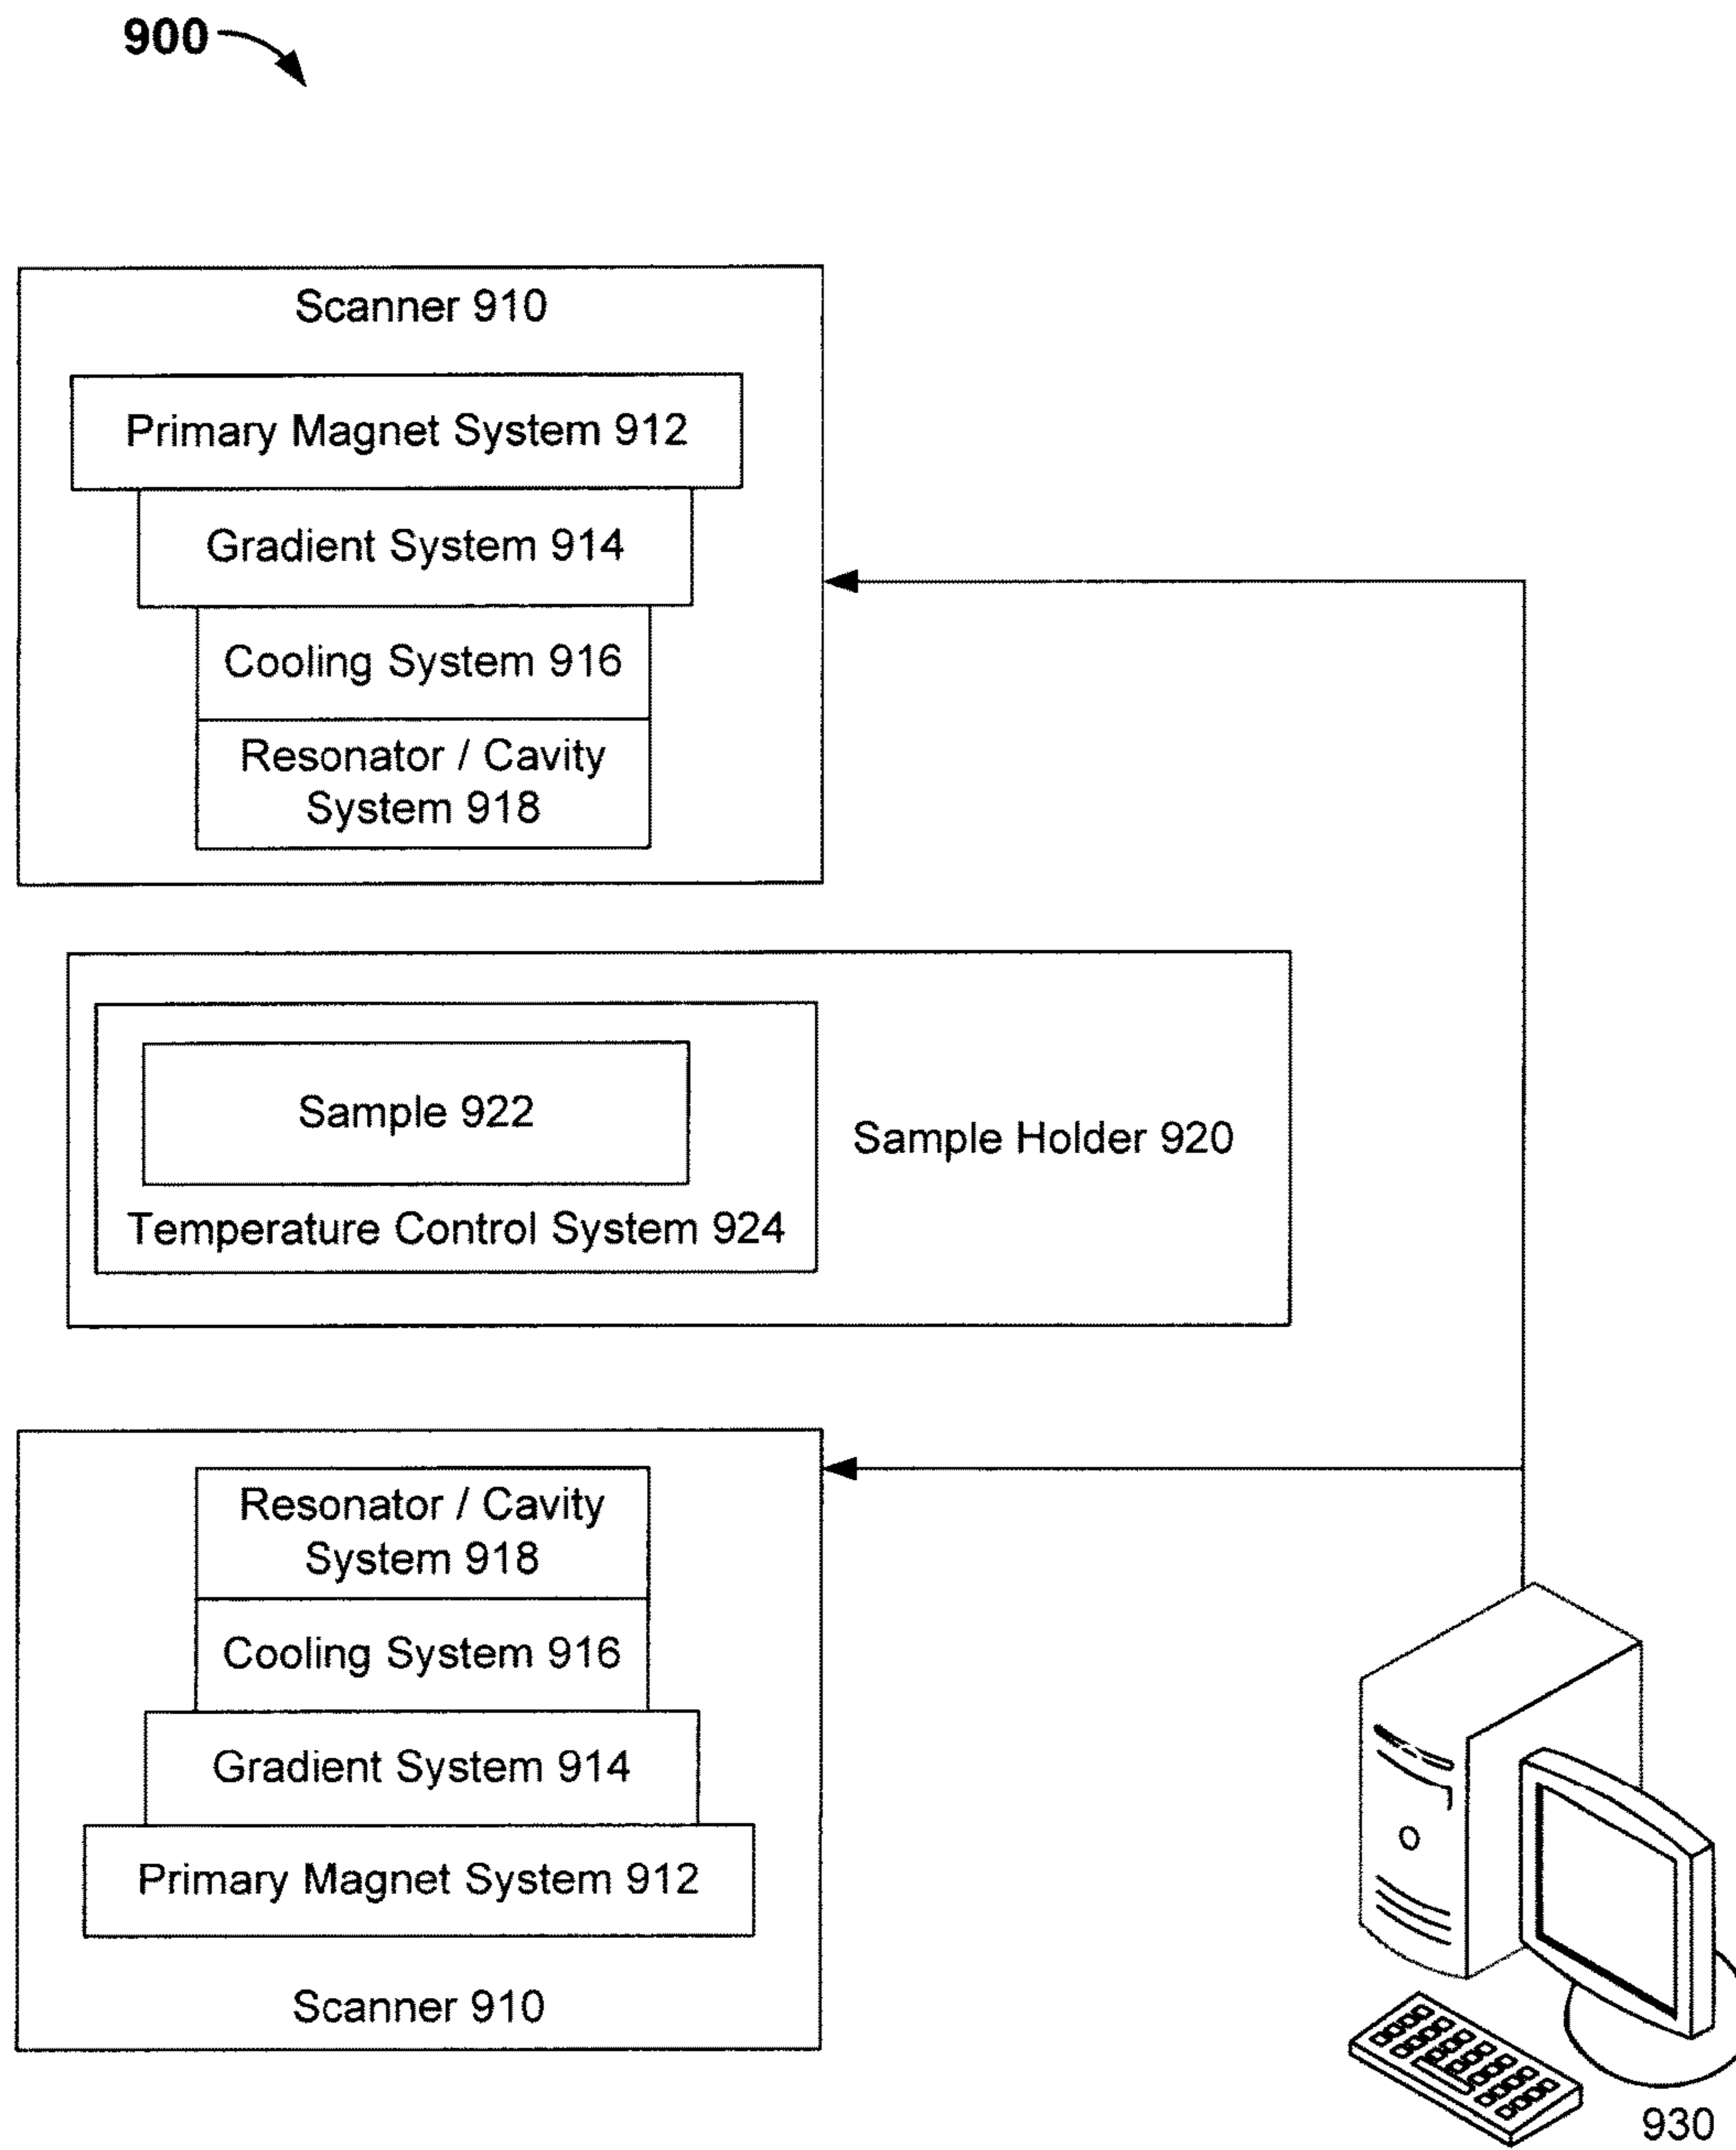 900
Scanner 910
Primary Magnet System 912
Gradient System 914
Cooling System 916
Resonator / Cavity
System 918
Sample 922
Sample Holder 920
Temperature Control System 924
Resonator / Cavity
System 918
Cooling System 916
Gradient System 914
Primary Magnet System 912
Scanner 910
930